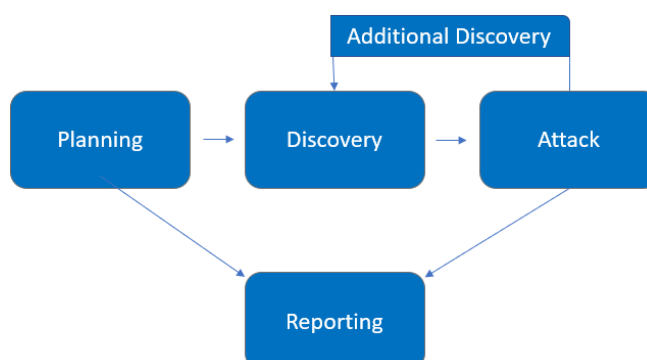 Additional Discovery
Planning
Discovery
Attack
Reporting